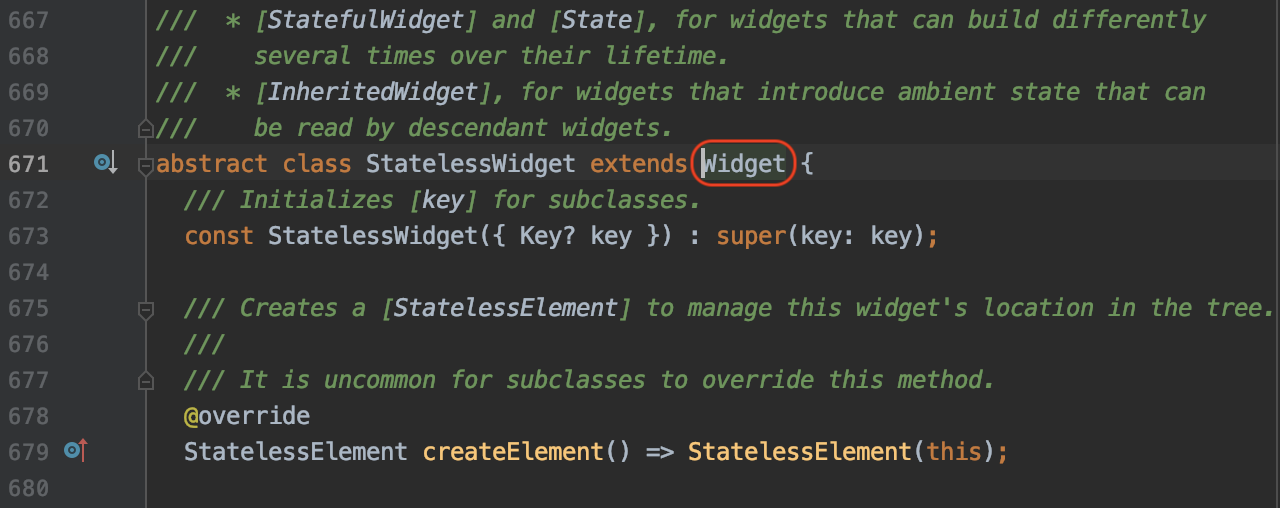 667 ///  * [StatefulWidget] and [State], for widgets that can build differently
668 ///    several times over their lifetime.
669 ///  * [InheritedWidget], for widgets that introduce ambient state that can
670 ///    be read by descendant widgets.
671 abstract class StatelessWidget extends Widget {
672   /// Initializes [key] for subclasses.
673   const StatelessWidget({ Key? key }) : super(key: key);
674
675   /// Creates a [StatelessElement] to manage this widget's location in the tree.
676   ///
677   /// It is uncommon for subclasses to override this method.
678   @override
679   StatelessElement createElement() => StatelessElement(this);
680